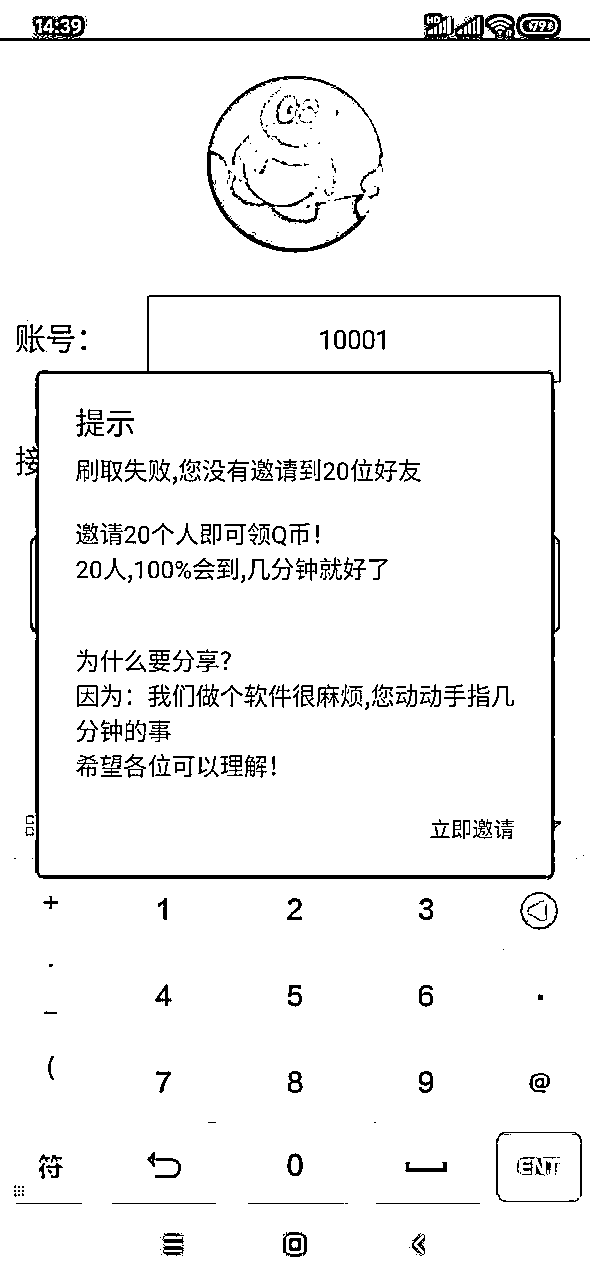 14:39
HD
79
账号：
10001
接
提示
刷取失败,您没有邀请到20位好友
邀请20个人即可领Q币！
20人,100%会到,几分钟就好了
为什么要分享？
因为：我们做个软件很麻烦,您动动手指几
分钟的事
希望各位可以理解！
立即邀请
+ 1 2 3
.
4 5 6 .
_
( 7 8 9 @
符 0 ENT